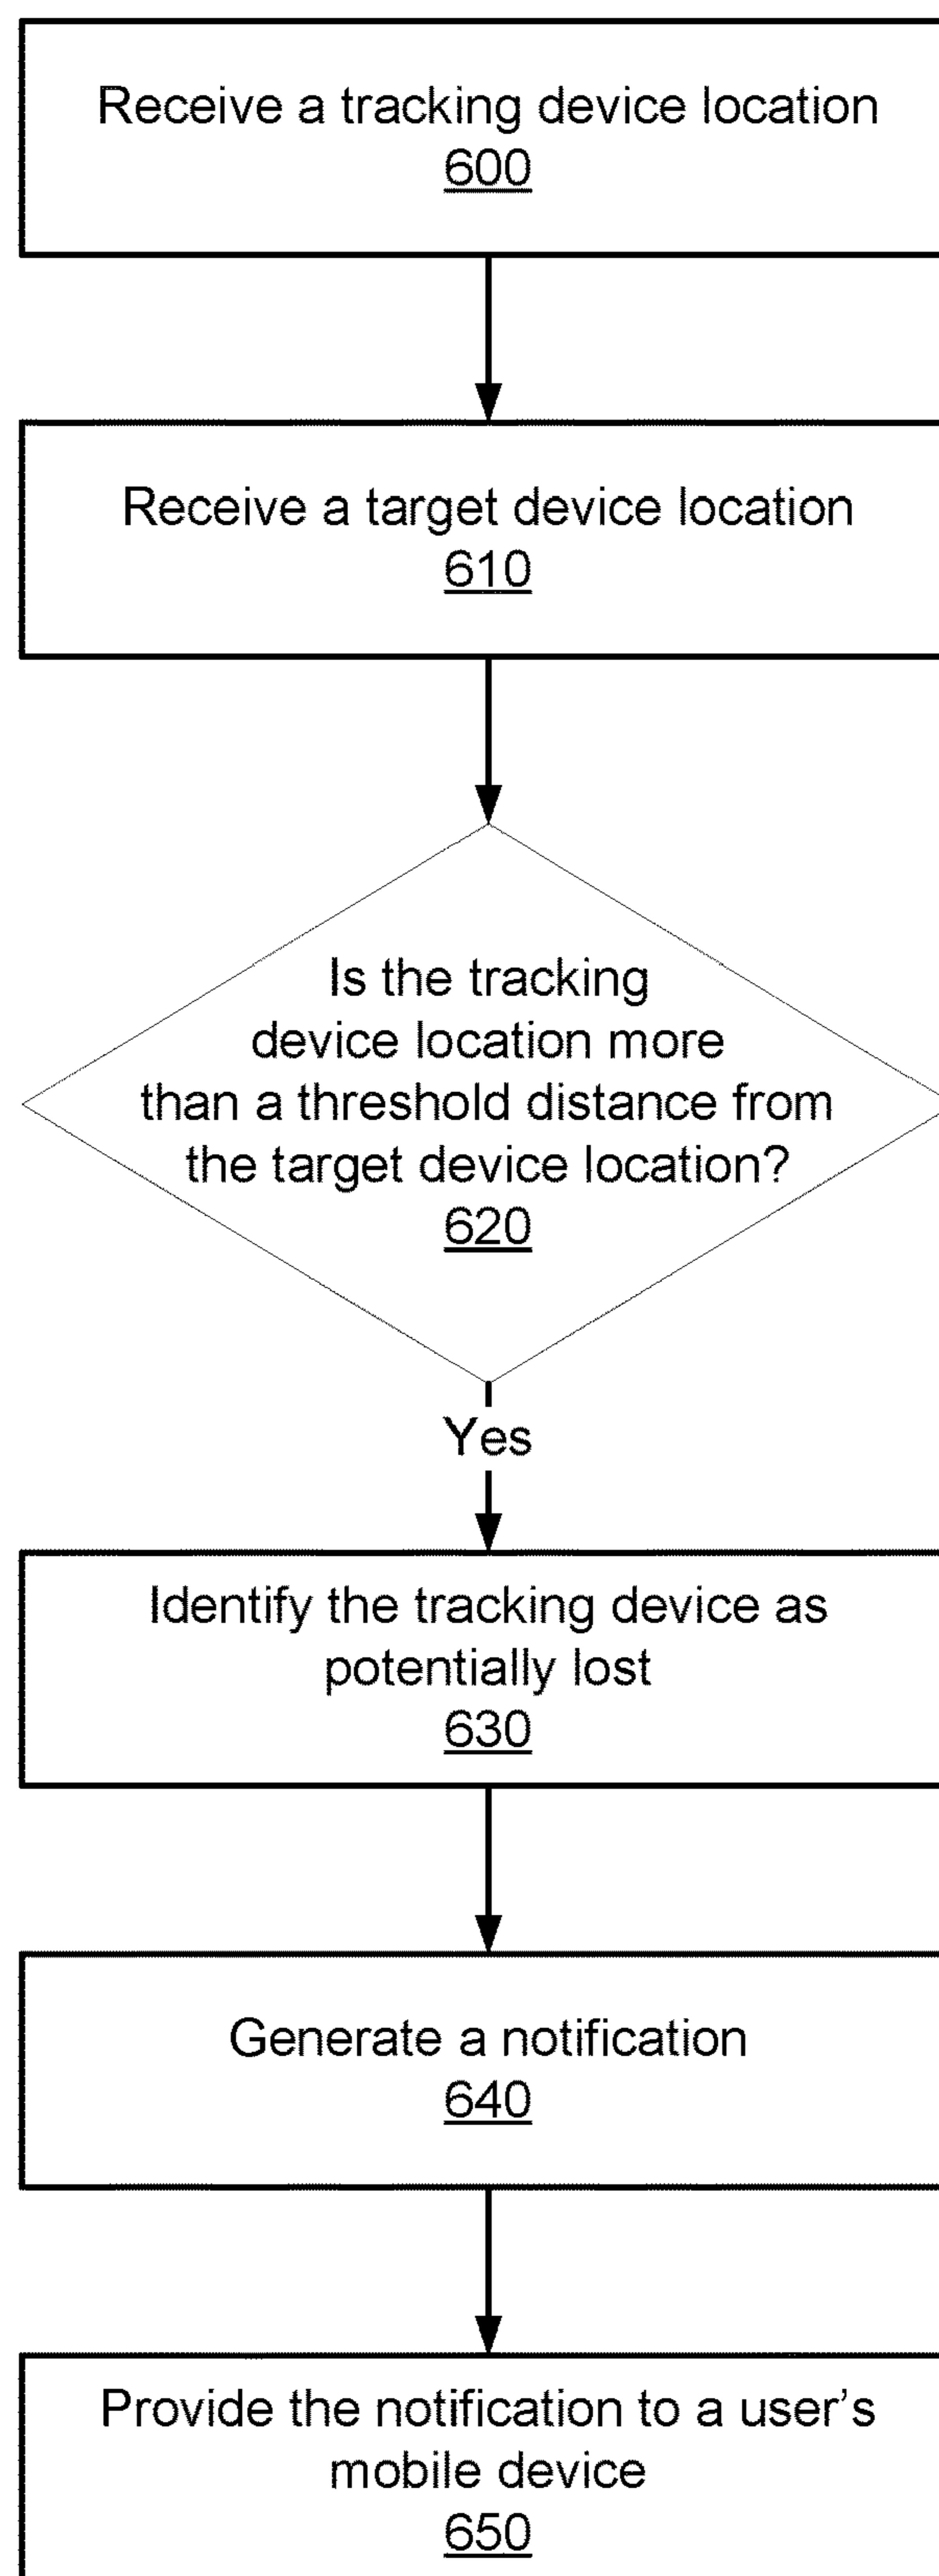 Receive a tracking device location
600
Receive a target device location
610
Is the tracking
device location more
than a threshold distance from
the target device location?
620
Yes
Identify the tracking device as
potentially lost
630
Generate a notification
640
Provide the notification to a user’s
mobile device
650